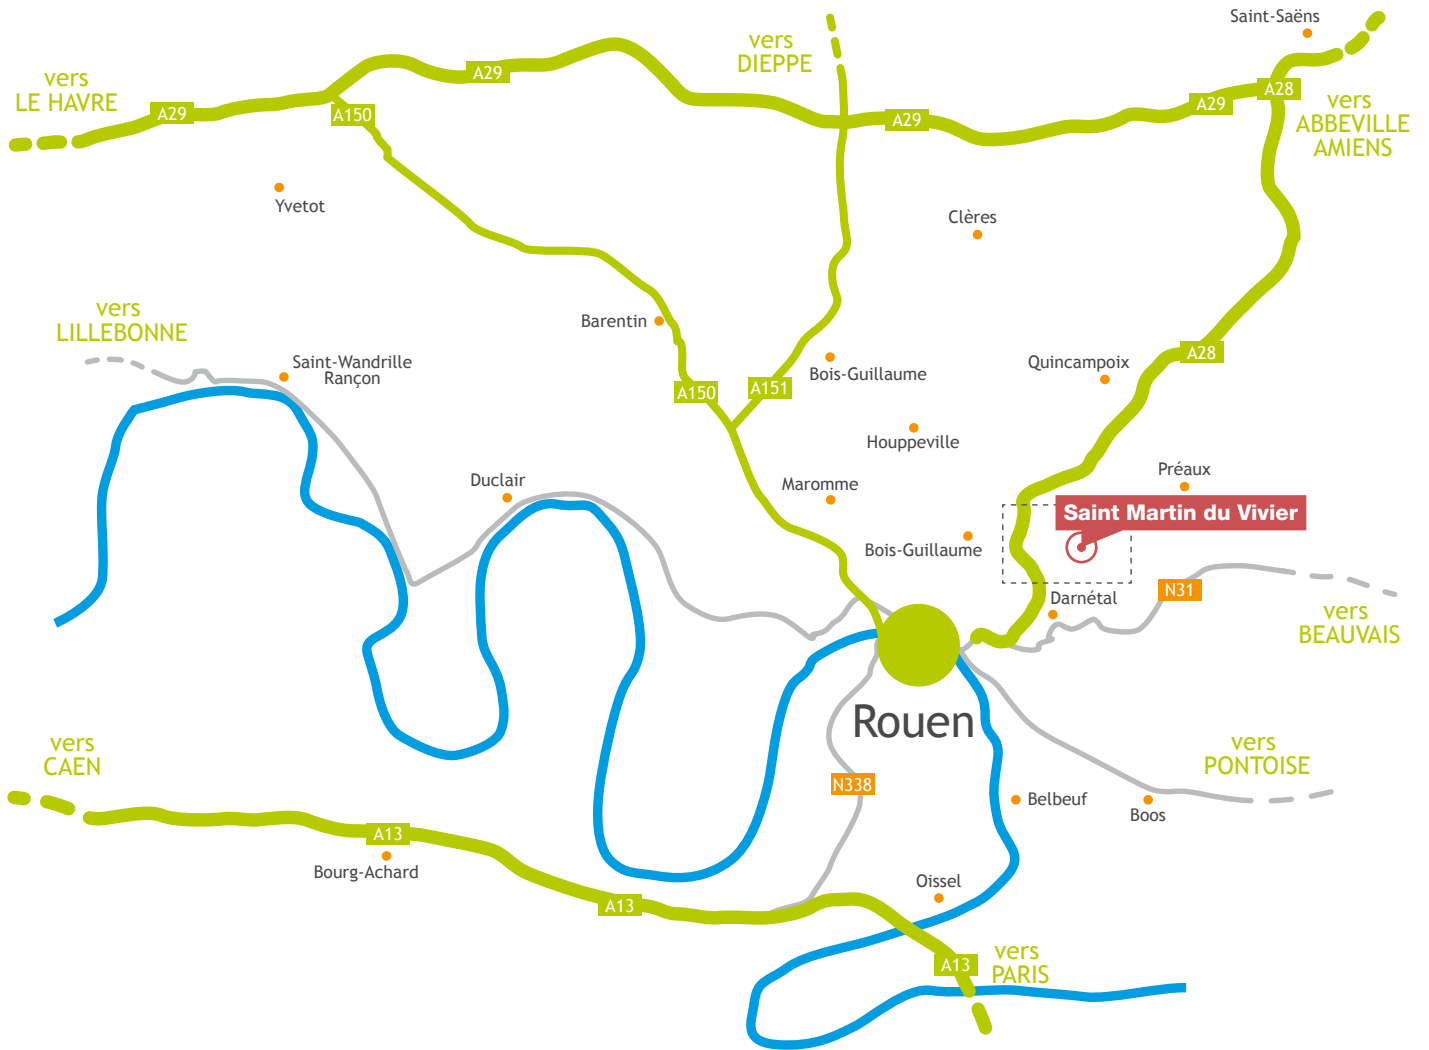 Saint-Saëns
vers
DIEPPE
A29
vers
LE HAVRE
A29
A150
A29
A29
A28
vers
ABBEVILLE
AMIENS
Yvetot
Clères
vers
LILLEBONNE
Barentin
Saint-Wandrille
Rançon
A150
A151
Bois-Guillaume
Quincampoix
A28
Houppeville
Duclair
Maromme
Préaux
Saint Martin du Vivier
Bois-Guillaume
Darnétal
N31
vers
BEAUVAIS
Rouen
vers
CAEN
vers
PONTOISE
N338
Belbeuf
Boos
A13
Bourg-Achard
A13
Oissel
A13
vers
PARIS